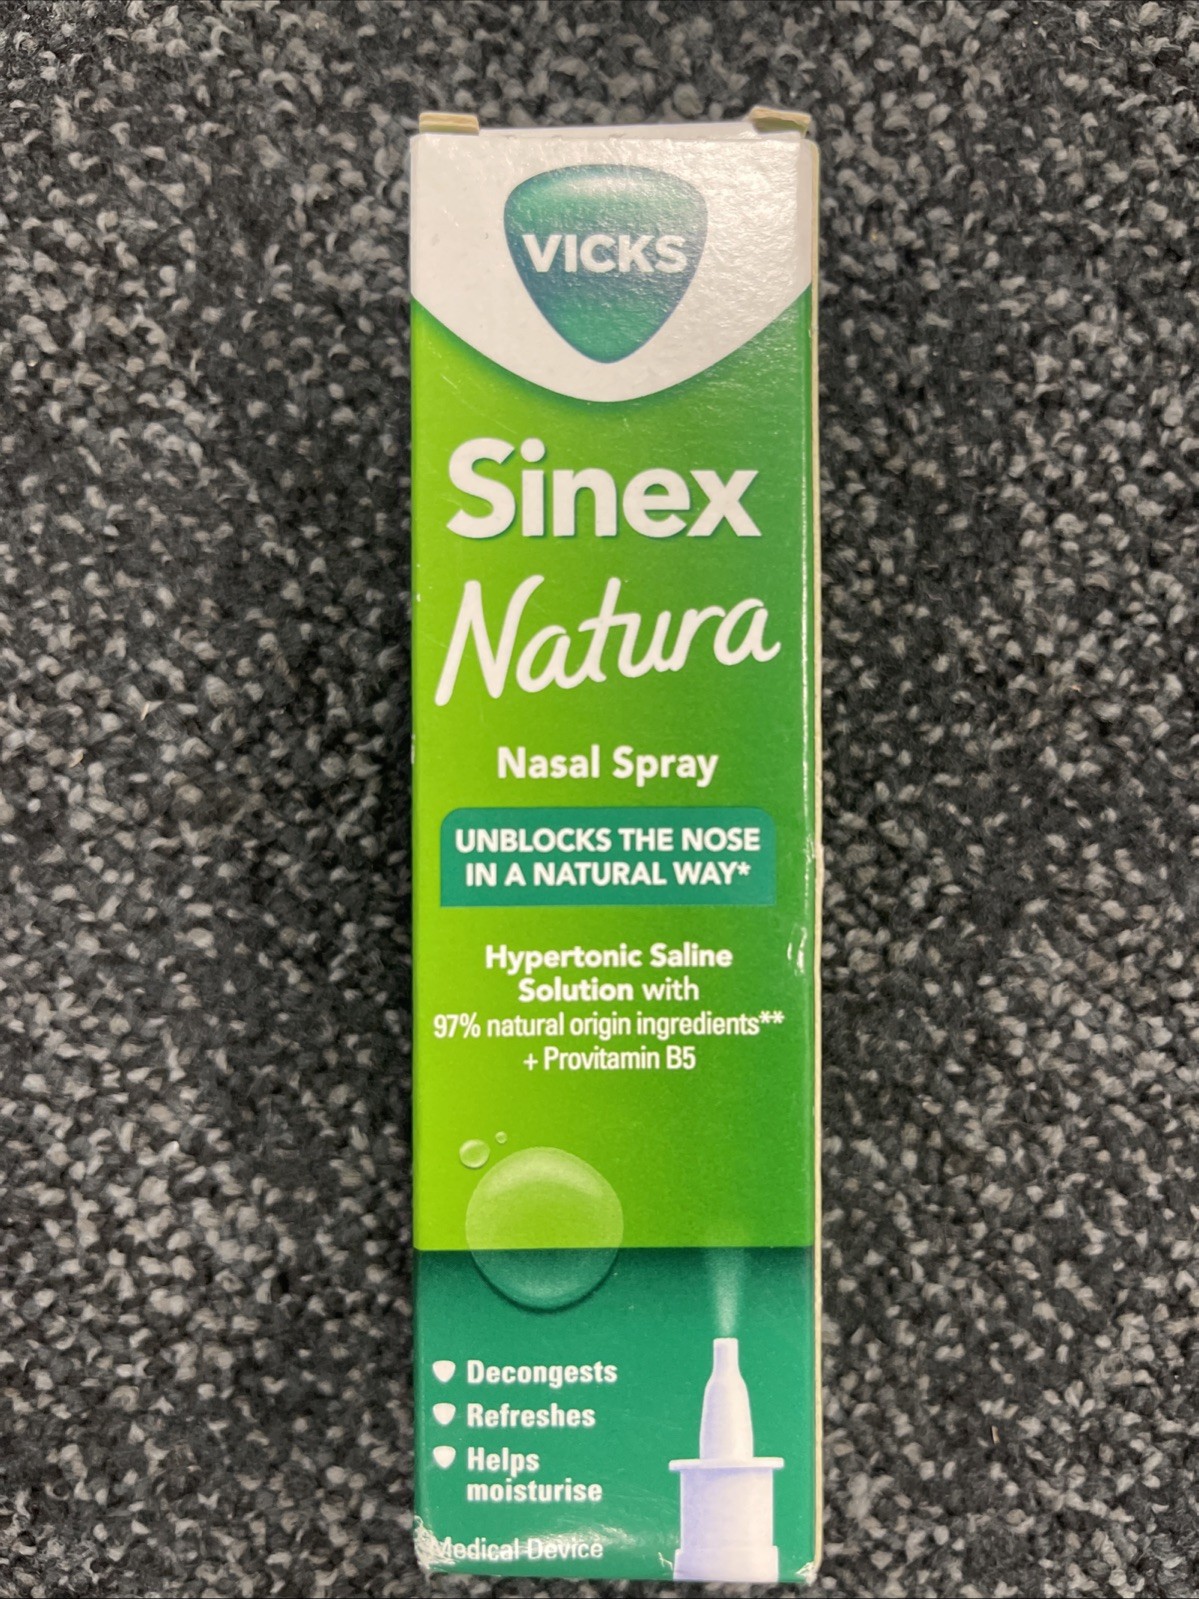 VICKS
Sinex
Natura
Nasal Spray
UNBLOCKS THE NOSE
IN A NATURAL WAY*
Hypertonic Saline
Solution with
97% natural origin ingredients**
+ Provitamin B5
Decongests
Refreshes
Helps
moisturise
Medical Device